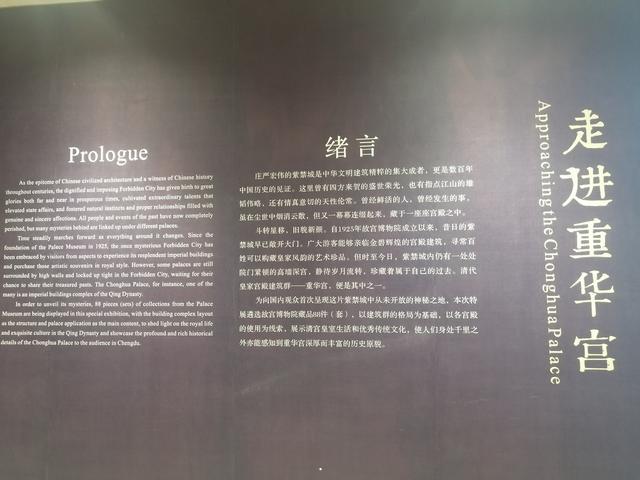 走进重华宫
Approaching the Chonghua Palace
绪言
庄严宏伟的紫禁城是中华文明建筑精粹的集大成者，更是数百年
中国历史的见证。这里曾有四方来贺的盛世荣光，也有指点江山的雄
韬伟略，还有情真意切的天性伦常。曾经鲜活的人、曾经发生的事，
虽在尘世中烟消云散，但又一幕幕连缀起来，藏于一座座宫殿之中。
斗转星移，旧貌新颜。自1925年故宫博物院成立以来，昔日的紫
禁城早已敞开大门。广大游客能够亲临金碧辉煌的宫殿建筑，寻常百
姓可以购藏皇家风韵的艺术珍品。但时至今日，紫禁城内仍有一处处
院门紧锁的高墙深宫，静待岁月流转，珍藏着属于自己的过去。清代
皇家宫殿建筑群——重华宫，便是其中之一。
为向国内观众首次呈现这片紫禁城中从未开放的神秘之地，本次特
展遴选故宫博物院藏品88件（套），以建筑群的格局为基础，以各宫殿
的使用为线索，展示清宫皇室生活和优秀传统文化，使人们身处千里之
外亦能感知到重华宫深厚而丰富的历史原貌。
Prologue
As the epitome of Chinese civilized architecture and a witness of Chinese history
throughout centuries, the dignified and imposing Forbidden City has given birth to great
glories both far and near in prosperous times, cultivated extraordinary talents that
elevated state affairs, and fostered natural instincts and proper relationships filled with
genuine and sincere affections. All people and events of the past have now completely
perished, but many mysteries behind are linked up under different palaces.
Time steadily marches forward as everything around it changes. Since the
foundation of the Palace Museum in 1925, the once mysterious Forbidden City has
been embraced by visitors from aspects to experience its resplendent imperial buildings
and purchase those artistic souvenirs in royal style. However, some palaces are still
surrounded by high walls and locked up tight in the Forbidden City, waiting for their
chance to share their treasured pasts. The Chonghua Palace, for instance, one of the
many is an imperial buildings complex of the Qing Dynasty.
In order to unveil its mysteries, 88 pieces (sets) of collections from the Palace
Museum are being displayed in this special exhibition, with the building complex layout
as the structure and palace application as the main content, to shed light on the royal life
and exquisite culture in the Qing Dynasty and showcase the profound and rich historical
details of the Chonghua Palace to the audience in Chengdu.